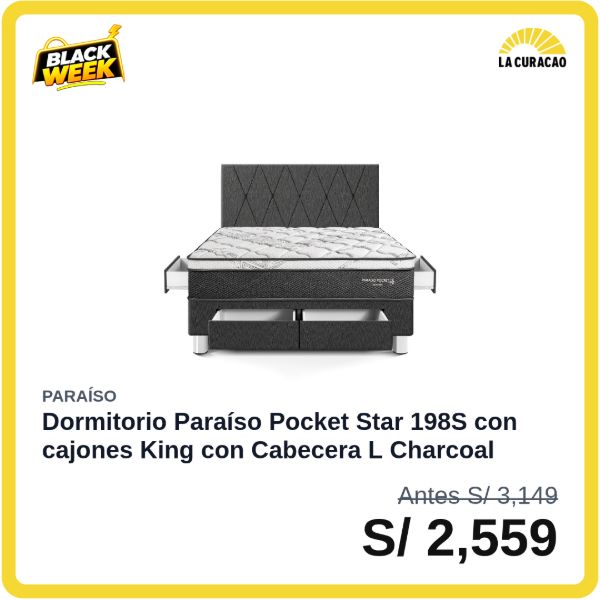 BLACK
WEEK
LA CURACAO
PARAÍSO
Dormitorio Paraíso Pocket Star 198S con
cajones King con Cabecera L Charcoal
Antes S/ 3,149
S/ 2,559